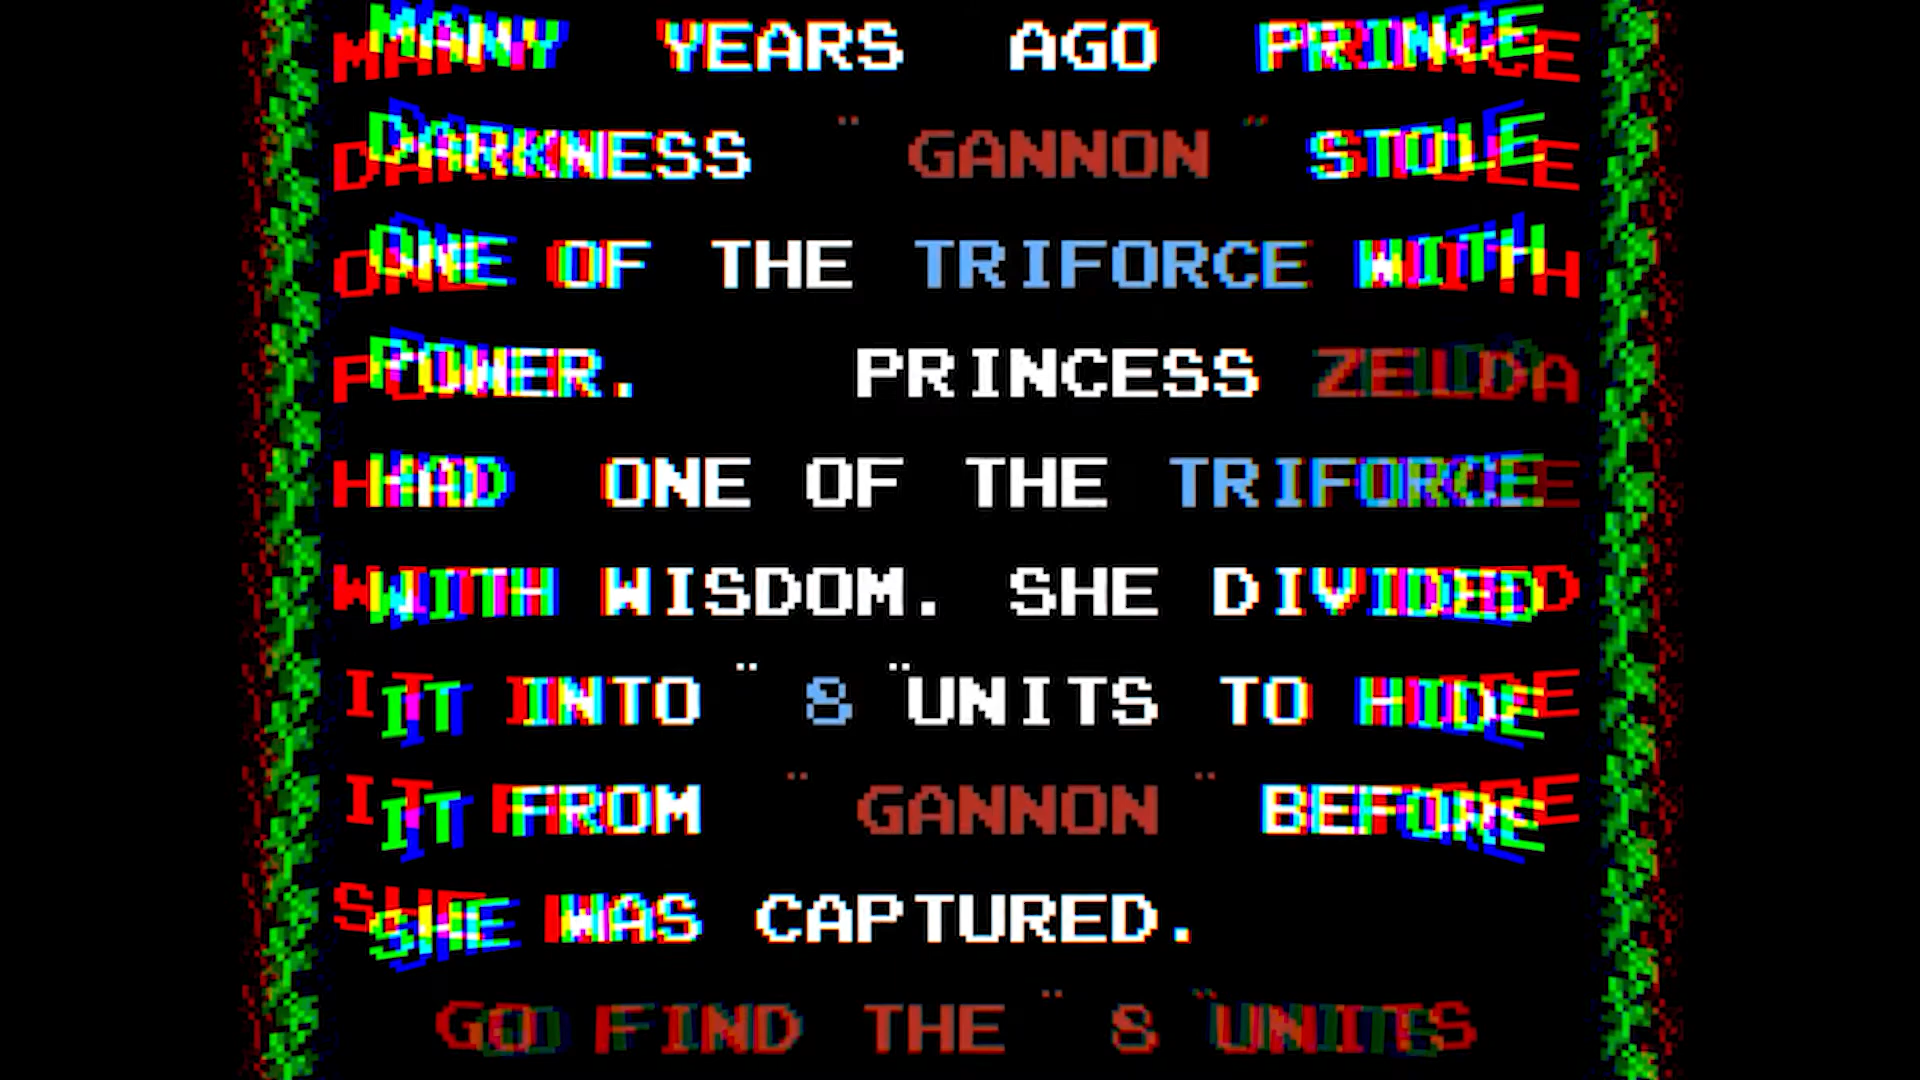 MANY YEARS AGO PRINCE
DARKNESS "GANNON" STOLE
ONE OF THE TRIFORCE WITH
POWER. PRINCESS ZELDA
HAD ONE OF THE TRIFORCE
WITH WISDOM. SHE DIVIDED
IT INTO "8"UNITS TO HIDE
IT FROM "GANNON" BEFORE
SHE WAS CAPTURED.
GO FIND THE "8"UNITS